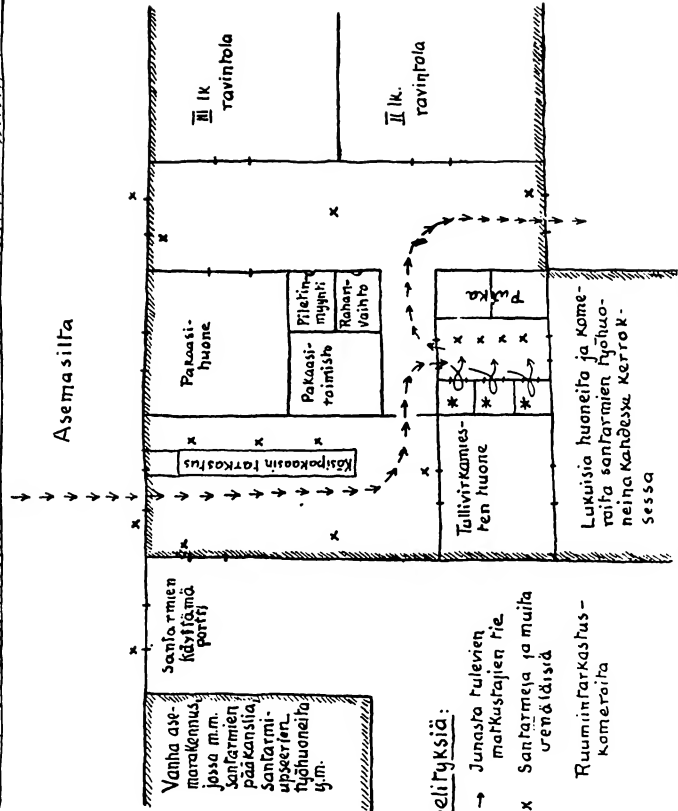 Asemasilta
III lk
ravintola
II lk.
ravintola
Pakaasi-
huone
Piletin-
myynti
Rahan-
vaihto
Pakaasi-
toimisto
Käsipakaasin tarkastus
Putka
Tullivirkamies-
ten huone
Lukuisia huoneita ja kome-
roita santarmien työhuo-
neina kahdessa kerrok-
sessa
Santarmien
käyttämä
portti
Vanha ase-
marakennus,
jossa m.m.
santarmien
pääkanslia,
santarmi-
upseerien
työhuoneita
y.m.
elityksiä:
→ Junasta tulevien
matkustajien tie
x Santarmeja ja muita
venäläisiä
Ruumiintarkastus-
komeroita